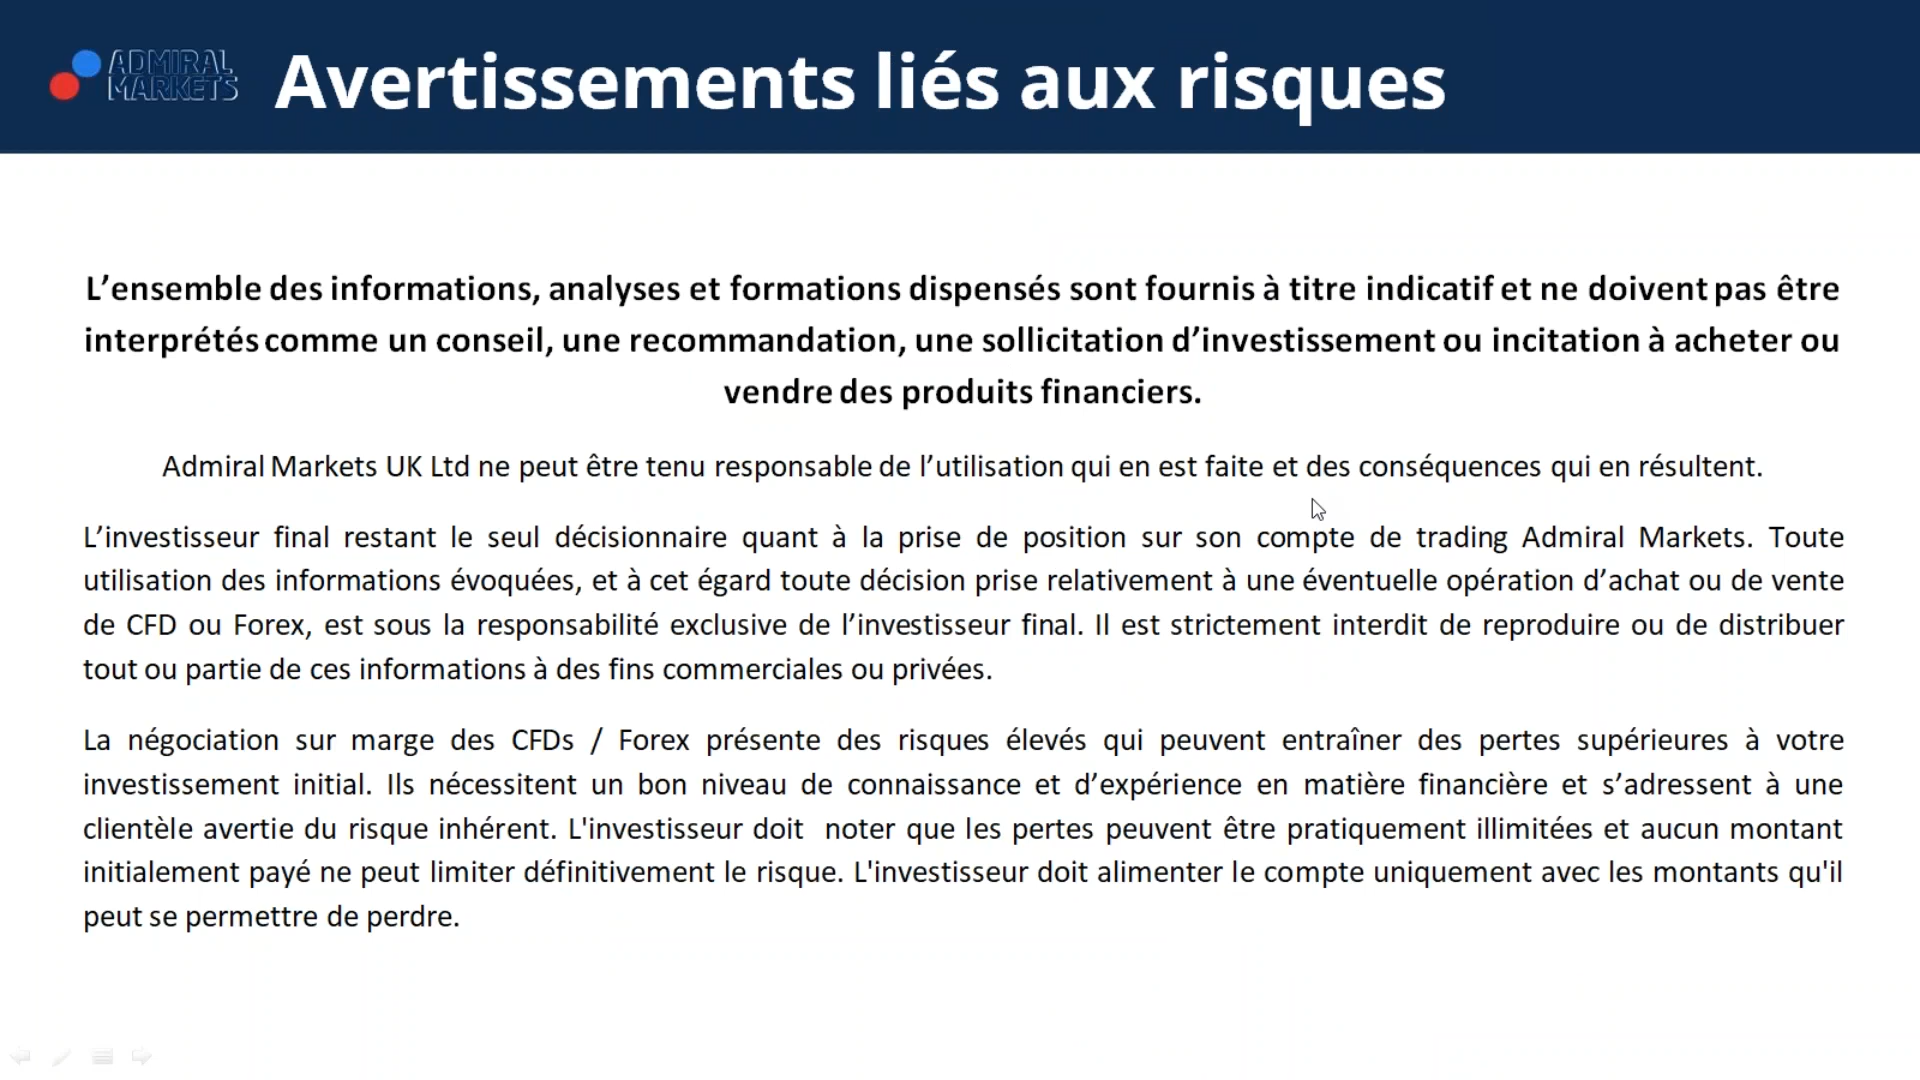 ADMIRAL
MARKETS
Avertissements liés aux risques
L’ensemble des informations, analyses et formations dispensés sont fournis à titre indicatif et ne doivent pas être
interprétés comme un conseil, une recommandation, une sollicitation d’investissement ou incitation à acheter ou
vendre des produits financiers.
Admiral Markets UK Ltd ne peut être tenu responsable de l’utilisation qui en est faite et des conséquences qui en résultent.
L’investisseur final restant le seul décisionnaire quant à la prise de position sur son compte de trading Admiral Markets. Toute
utilisation des informations évoquées, et à cet égard toute décision prise relativement à une éventuelle opération d’achat ou de vente
de CFD ou Forex, est sous la responsabilité exclusive de l’investisseur final. Il est strictement interdit de reproduire ou de distribuer
tout ou partie de ces informations à des fins commerciales ou privées.
La négociation sur marge des CFDs / Forex présente des risques élevés qui peuvent entraîner des pertes supérieures à votre
investissement initial. Ils nécessitent un bon niveau de connaissance et d’expérience en matière financière et s’adressent à une
clientèle avertie du risque inhérent. L'investisseur doit  noter que les pertes peuvent être pratiquement illimitées et aucun montant
initialement payé ne peut limiter définitivement le risque. L'investisseur doit alimenter le compte uniquement avec les montants qu'il
peut se permettre de perdre.